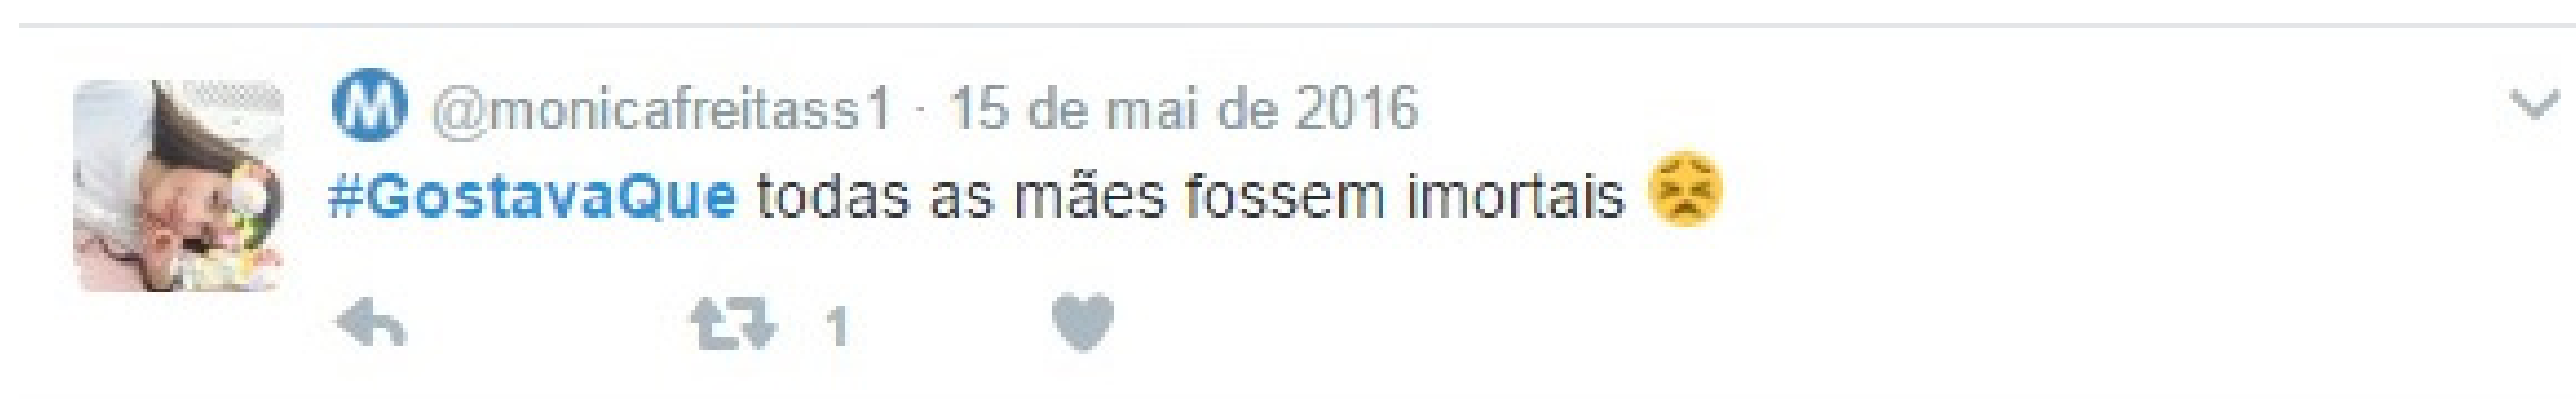 Ⓜ @monicafreitass1 · 15 de mai de 2016
#GostavaQue todas as mães fossem imortais 😣
1